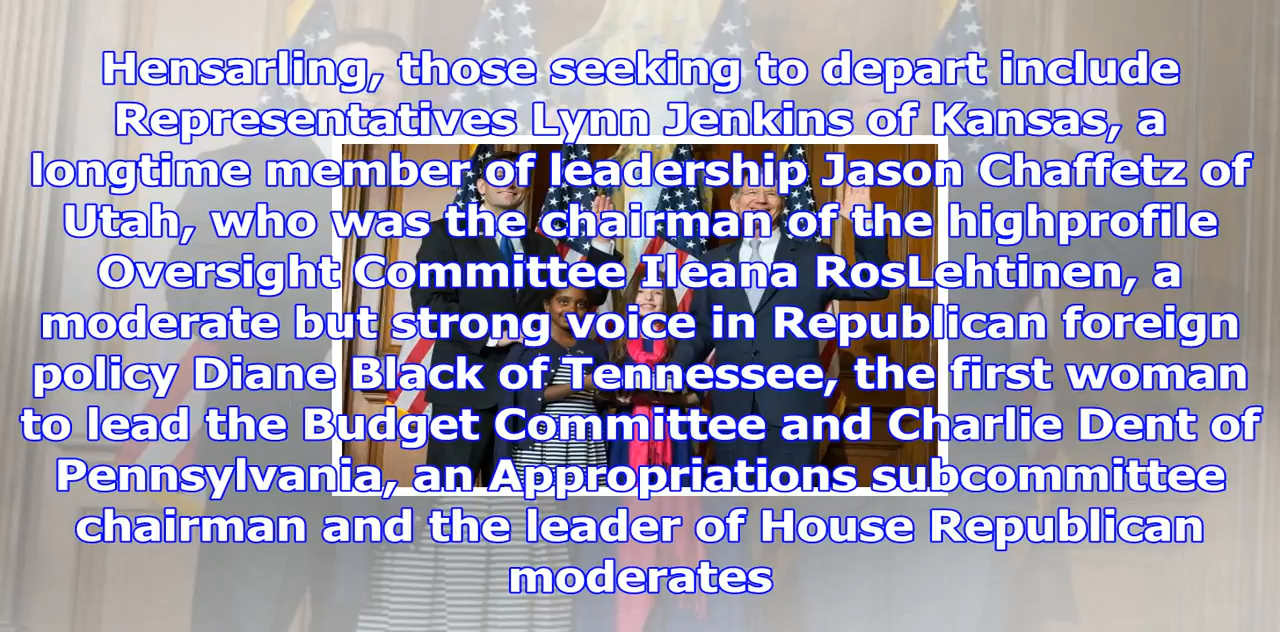 Hensarling, those seeking to depart include
Representatives Lynn Jenkins of Kansas, a
longtime member of leadership Jason Chaffetz of
Utah, who was the chairman of the highprofile
Oversight Committee Ileana RosLehtinen, a
moderate but strong voice in Republican foreign
policy Diane Black of Tennessee, the first woman
to lead the Budget Committee and Charlie Dent of
Pennsylvania, an Appropriations subcommittee
chairman and the leader of House Republican
moderates